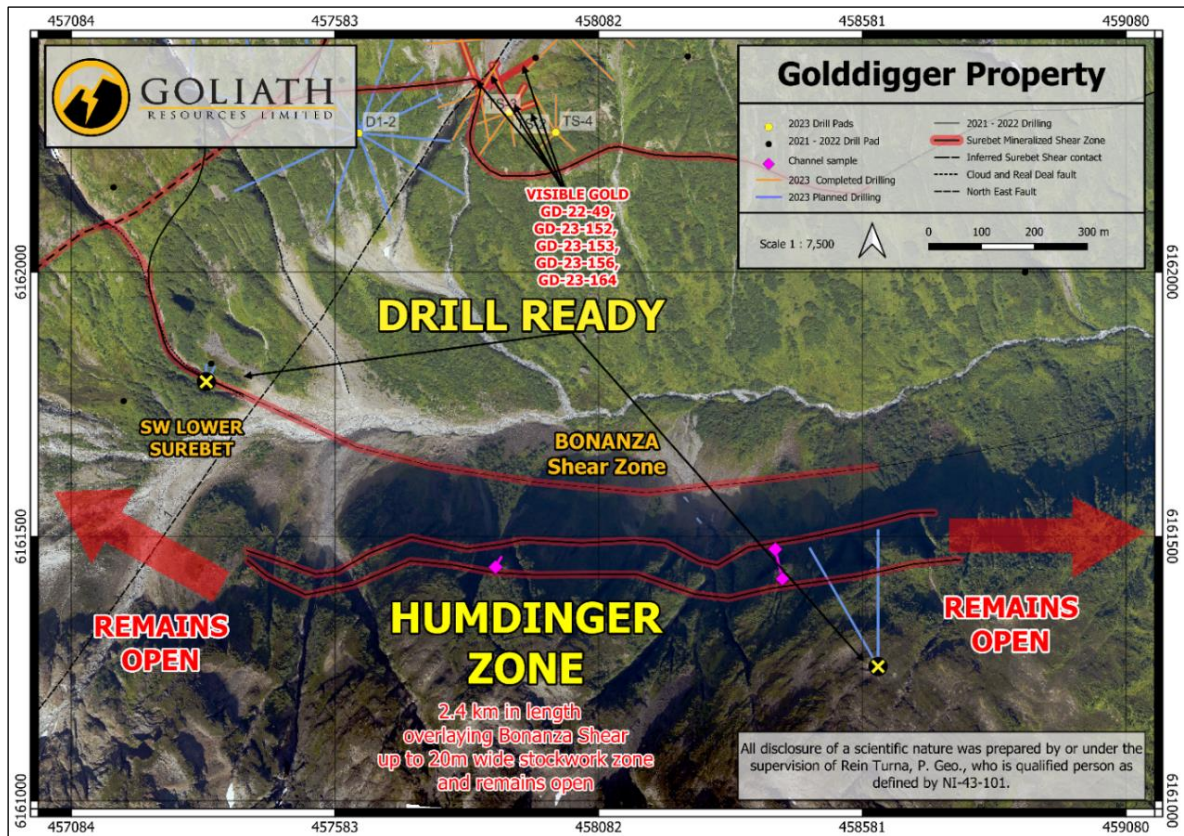 457084
457583
458082
458581
459080
GOLIATH
RESOURCES LIMITED
Golddigger Property
2023 Drill Pads
2021 - 2022 Drill Pad
Channel sample
2023 Completed Drilling
2023 Planned Drilling
2021 - 2022 Drilling
Surebet Mineralized Shear Zone
Inferred Surebet Shear contact
Cloud and Real Deal fault
North East Fault
Scale 1 : 7,500
0 100 200 300 m
D1-2
TS-3
TS-2
TS-4
VISIBLE GOLD
GD-22-49,
GD-23-152,
GD-23-153,
GD-23-156,
GD-23-164
6162000
6162000
DRILL READY
SW LOWER
SUREBET
BONANZA
Shear Zone
6161500
6161500
REMAINS
OPEN
HUMDINGER
ZONE
REMAINS
OPEN
2.4 km in length
overlaying Bonanza Shear
up to 20m wide stockwork zone
and remains open
All disclosure of a scientific nature was prepared by or under the
supervision of Rein Turna, P. Geo., who is qualified person as
defined by NI-43-101.
6161000
6161000
457084
457583
458082
458581
459080